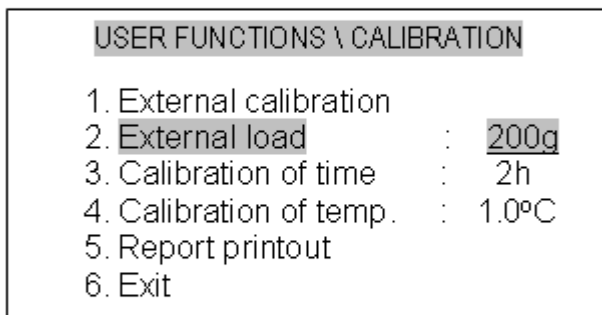 USER FUNCTIONS \ CALIBRATION
1. External calibration
2. External load : 200g
3. Calibration of time : 2h
4. Calibration of temp. : 1.0ºC
5. Report printout
6. Exit